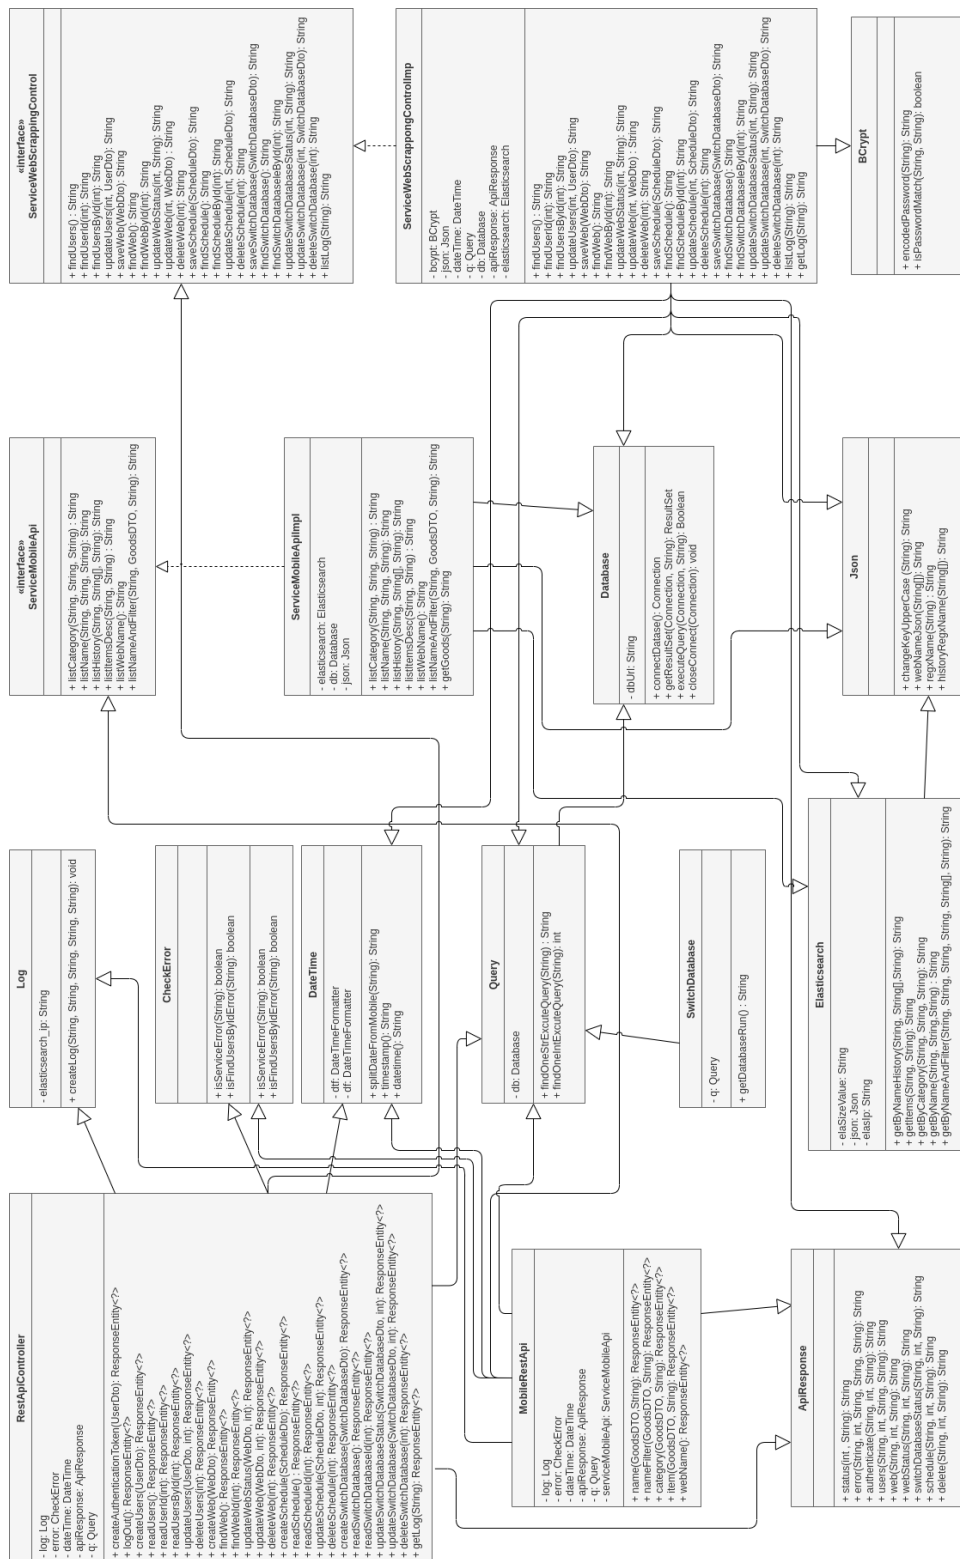 «interface»
ServiceWebScrappingControl
+ findUsers() : String
+ findUserId(int): String
+ findUsersById(int): String
+ updateUsers(int, UserDto): String
+ saveWeb(WebDto): String
+ findWeb(): String
+ findWebById(int): String
+ updateWebStatus(int, String): String
+ updateWeb(int, WebDto) : String
+ deleteWeb(int): String
+ saveSchedule(ScheduleDto): String
+ findSchedule(): String
+ findScheduleById(int): String
+ updateSchedule(int, ScheduleDto): String
+ deleteSchedule(int): String
+ saveSwitchDatabase(SwitchDatabaseDto): String
+ findSwitchDatabase(): String
+ findSwitchDatabaseleById(int): String
+ updateSwitchDatabaseStatus(int, String): String
+ updateSwitchDatabase(int, SwitchDatabaseDto): String
+ deleteSwitchDatabase(int): String
+ listLog(String): String
ServiceWebScrappongControlImp
- bcypt: BCrypt
- json: Json
- dateTime: DateTime
- q: Query
- db: Database
- apiResponse: ApiResponse
- elasticsearch: Elasticsearch
+ findUsers() : String
+ findUserId(int): String
+ findUsersById(int): String
+ updateUsers(int, UserDto): String
+ saveWeb(WebDto): String
+ findWeb(): String
+ findWebById(int): String
+ updateWebStatus(int, String): String
+ updateWeb(int, WebDto) : String
+ deleteWeb(int): String
+ saveSchedule(ScheduleDto): String
+ findSchedule(): String
+ findScheduleById(int): String
+ updateSchedule(int, ScheduleDto): String
+ deleteSchedule(int): String
+ saveSwitchDatabase(SwitchDatabaseDto): String
+ findSwitchDatabase(): String
+ findSwitchDatabaseleById(int): String
+ updateSwitchDatabaseStatus(int, String): String
+ updateSwitchDatabase(int, SwitchDatabaseDto): String
+ deleteSwitchDatabase(int): String
+ listLog(String): String
+ getLog(String): String
BCrypt
+ encodedPassword(String): String
+ isPasswordMatch(String, String): boolean
«interface»
ServiceMobileApi
+ listCategory(String, String, String) : String
+ listName(String, String, String): String
+ listHistory(String, String[], String): String
+ listItemsDesc(String, String) : String
+ listWebName(): String
+ listNameAndFilter(String, GoodsDTO, String): String
ServiceMobileApiImpl
- elasticsearch: Elasticsearch
- db: Database
- json: Json
+ listCategory(String, String, String) : String
+ listName(String, String, String): String
+ listHistory(String, String[], String): String
+ listItemsDesc(String, String) : String
+ listWebName(): String
+ listNameAndFilter(String, GoodsDTO, String): String
+ getGoods(String): String
Database
- dbUrl: String
+ connectDatase(): Connection
+ getResultSet(Connection, String): ResultSet
+ executeQuery(Connection, String): Boolean
+ closeConnect(Connection): void
Json
+ changeKeyUpperCase (String): String
+ webNameJson(String[]): String
+ regxName(String) : String
+ historyRegxName(String[]): String
Log
- elasticsearch_Ip: String
+ createLog(String, String, String, String, String): void
CheckError
+ isServiceError(String): boolean
+ isFindUsersByIdError(String): boolean
+ isServiceError(String): boolean
+ isFindUsersByIdError(String): boolean
DateTime
- dtf: DateTimeFormatter
- df: DateTimeFormatter
+ splitDateFromMobile(String): String
+ timestamp(): String
+ datetime(): String
Query
- db: Database
+ findOneStrExcuteQuery(String) : String
+ findOneIntExcuteQuery(String): int
SwitchDatabase
- q: Query
+ getDatabaseRun() : String
Elasticsearch
- elaSizeValue: String
- json: Json
- elasIp: String
+ getByNameHistory(String, String[],String): String
+ getItems(String, String): String
+ getByCategory(String, String, String): String
+ getByName(String, String,String) : String
+ getByNameAndFilter(String, String, String, String, String[], String): String
RestApiController
- log: Log
- error: CheckError
- dateTime: DateTime
- apiResponse: ApiResponse
- q: Query
+ createAuthenticationToken(UserDto): ResponseEntity<?>
+ logOut(): ResponseEntity<?>
+ createUsers(UserDto): ResponseEntity<?>
+ readUsers(): ResponseEntity<?>
+ readUserId(int): ResponseEntity<?>
+ readUsersById(int): ResponseEntity<?>
+ updateUsers(UserDto, int): ResponseEntity<?>
+ deleteUsers(int): ResponseEntity<?>
+ createWeb(WebDto): ResponseEntity<?>
+ findWeb(): ResponseEntity<?>
+ findWebId(int): ResponseEntity<?>
+ updateWebStatus(WebDto, int): ResponseEntity<?>
+ updateWeb(WebDto, int): ResponseEntity<?>
+ deleteWeb(int): ResponseEntity<?>
+ createSchedule(ScheduleDto): ResponseEntity<?>
+ readSchedule() : ResponseEntity<?>
+ readScheduleId(int): ResponseEntity<?>
+ updateSchedule(ScheduleDto, int): ResponseEntity<?>
+ deleteSchedule(int): ResponseEntity<?>
+ createSwitchDatabase(SwitchDatabaseDto): ResponseEntity<?>
+ readSwitchDatabase(): ResponseEntity<?>
+ readSwitchDatabaseId(int): ResponseEntity<?>
+ updateSwitchDatabaseStatus(SwitchDatabaseDto, int): ResponseEntity<?>
+ updateSwitchDatabase(SwitchDatabaseDto, int): ResponseEntity<?>
+ deleteSwitchDatabase(int): ResponseEntity<?>
+ getLog(String): ResponseEntity<?>
MobileRestApi
- log: Log
- error: CheckError
- dateTime: DateTime
- apiResponse: ApiResponse
- q: Query
- serviceMobileApi: ServiceMobileApi
+ name(GoodsDTO,String): ResponseEntity<?>
+ nameFilter(GoodsDTO, String): ResponseEntity<?>
+ category(GoodsDTO, String): ResponseEntity<?>
+ item(GoodsDTO, String): ResponseEntity<?>
+ webName(): ResponseEntity<?>
ApiResponse
+ status(int , String): String
+ error(String, int, String, String): String
+ authenticate(String, int, String): String
+ users(String, int, String, String): String
+ web(String, int, String): String
+ webStatus(String, int, String): String
+ switchDatabaseStatus(String, int, String): String
+ schedule(String, int, String): String
+ delete(String, int, String): String